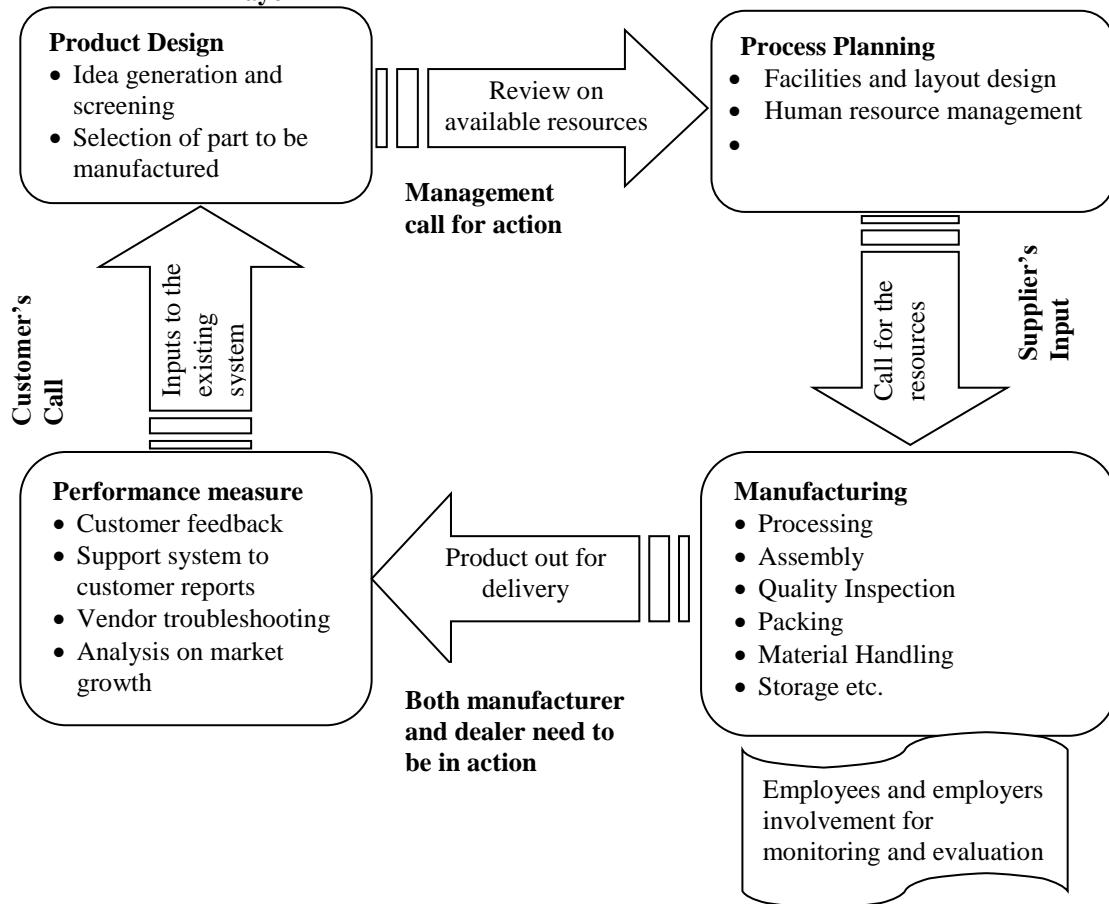 Product Design
• Idea generation and
screening
• Selection of part to be
manufactured
Review on
available resources
Management
call for action
Process Planning
• Facilities and layout design
• Human resource management
•
Call for the
resources
Supplier’s
Input
Manufacturing
• Processing
• Assembly
• Quality Inspection
• Packing
• Material Handling
• Storage etc.
Employees and employers
involvement for
monitoring and evaluation
Product out for
delivery
Both manufacturer
and dealer need to
be in action
Performance measure
• Customer feedback
• Support system to
customer reports
• Vendor troubleshooting
• Analysis on market
growth
Inputs to the
existing
system
Customer’s
Call